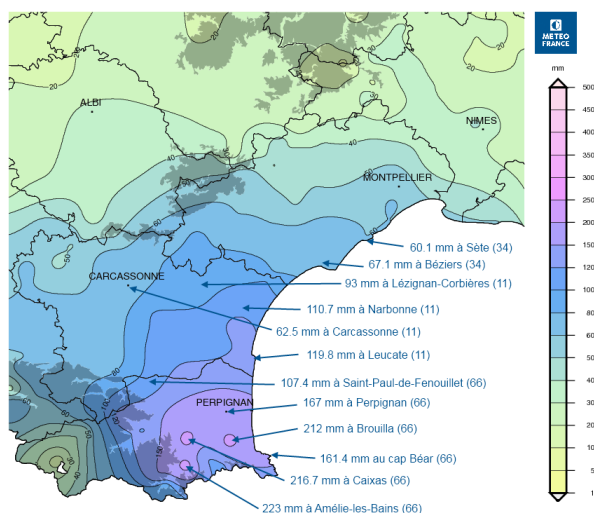 METEO
FRANCE
mm
500
450
400
350
300
250
200
150
120
100
90
80
70
60
50
40
30
20
10
5
1
ALBI
NIMES
MONTPELLIER
CARCASSONNE
PERPIGNAN
60.1 mm à Sète (34)
67.1 mm à Béziers (34)
93 mm à Lézignan-Corbières (11)
110.7 mm à Narbonne (11)
62.5 mm à Carcassonne (11)
119.8 mm à Leucate (11)
107.4 mm à Saint-Paul-de-Fenouillet (66)
167 mm à Perpignan (66)
212 mm à Brouilla (66)
161.4 mm au cap Béar (66)
216.7 mm à Caixas (66)
223 mm à Amélie-les-Bains (66)